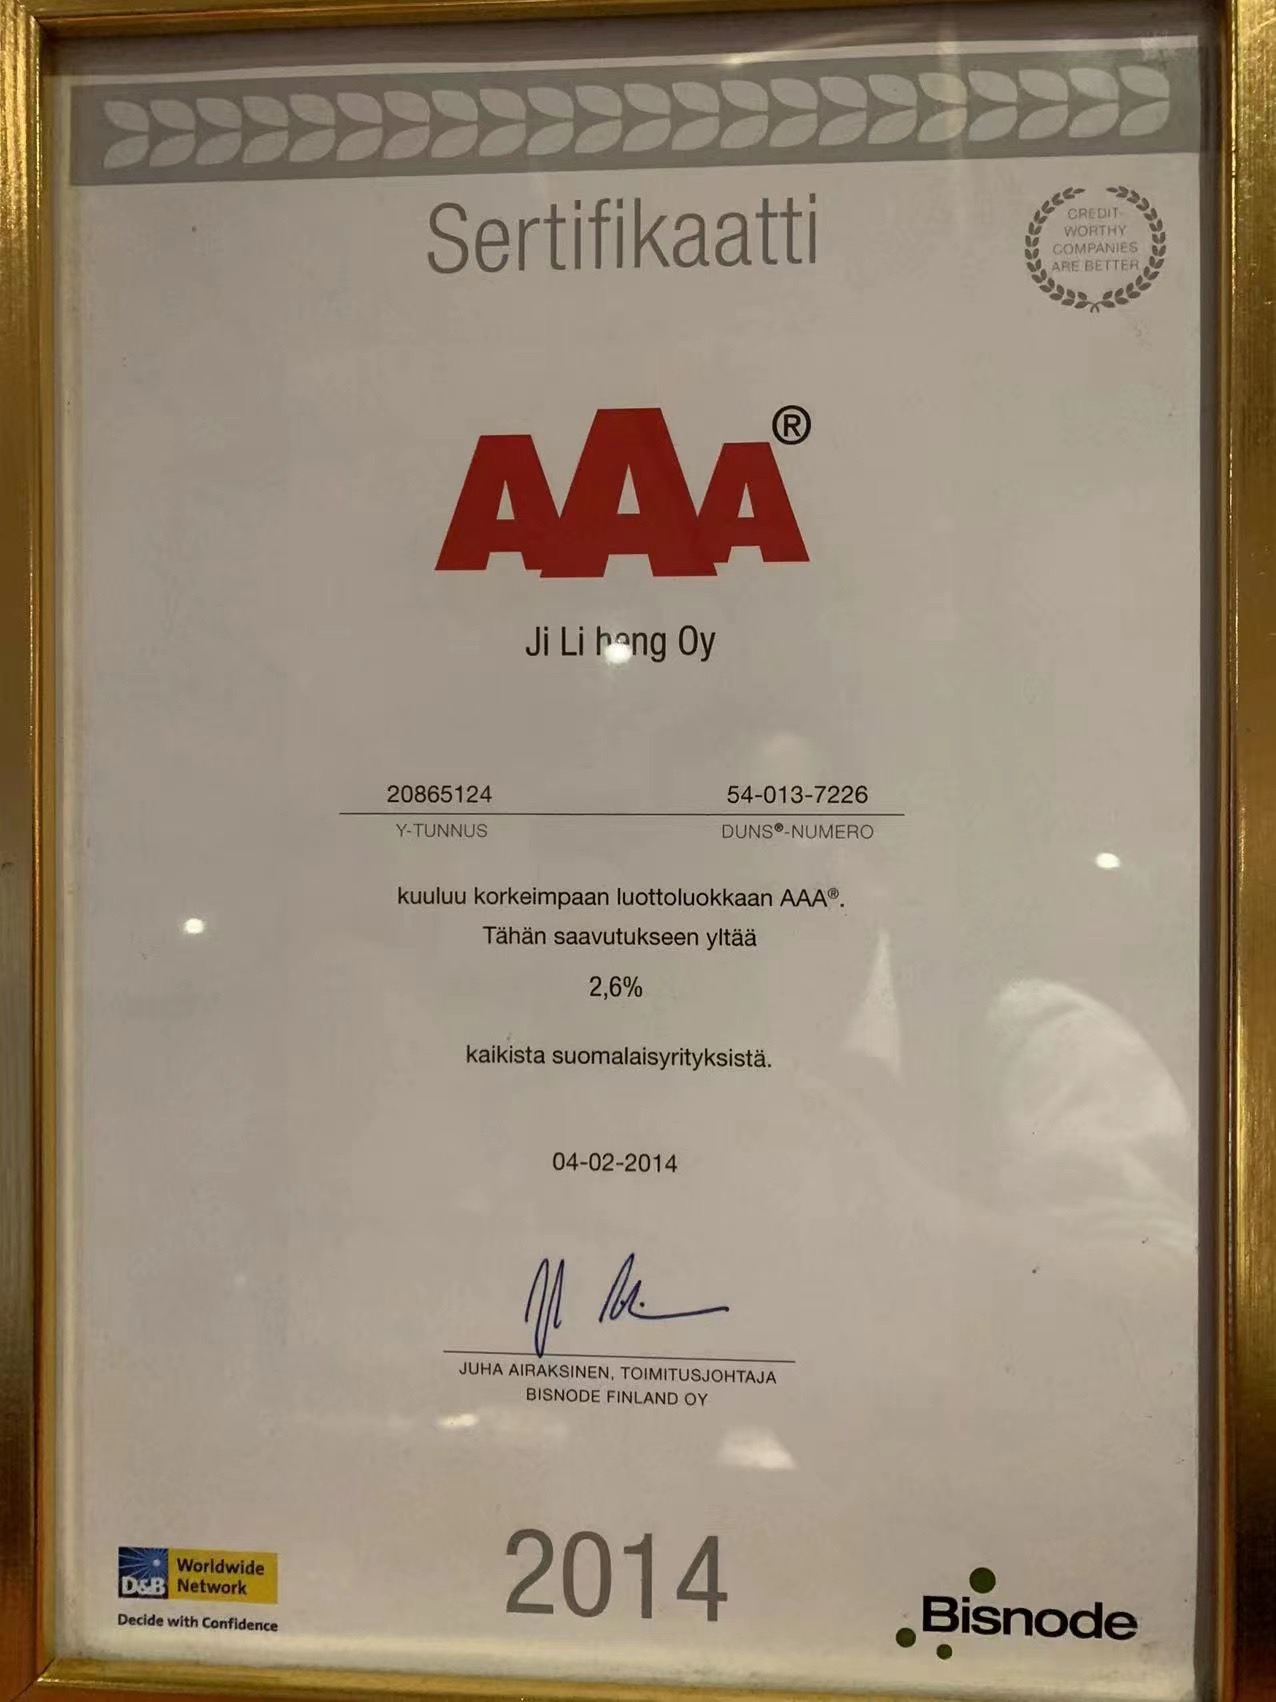 Sertifikaatti
CREDIT-
WORTHY
COMPANIES
ARE BETTER
AAA®
Ji Li heng Oy
20865124 54-013-7226
Y-TUNNUS DUNS®-NUMERO
kuuluu korkeimpaan luottoluokkaan AAA®.
Tähän saavutukseen yltää
2,6%
kaikista suomalaisyrityksistä.
04-02-2014
JUHA AIRAKSINEN, TOIMITUSJOHTAJA
BISNODE FINLAND OY
2014
D&B Worldwide
Network
Decide with Confidence
Bisnode